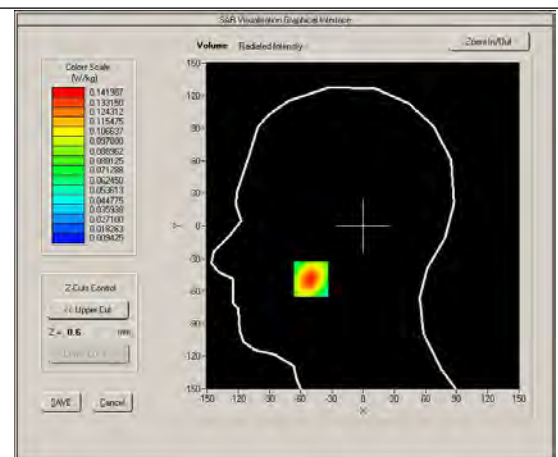 SAR Visualisation Graphical Interface
Volume Radiated Intensity
Zoom In/Out
Colors Scale
(W/kg)
0.141987
0.133150
0.124312
0.115475
0.106637
0.097800
0.088962
0.080125
0.071288
0.062450
0.053613
0.044775
0.035938
0.027100
0.018263
0.009425
Z-Cuts Control
<< Upper Cut
Z = 0.6 mm
SAVE Cancel
150
120
90
60
30
0
-30
-60
-90
-120
-150
Y
-150 -120 -90 -60 -30 0 30 60 90 120 150
X